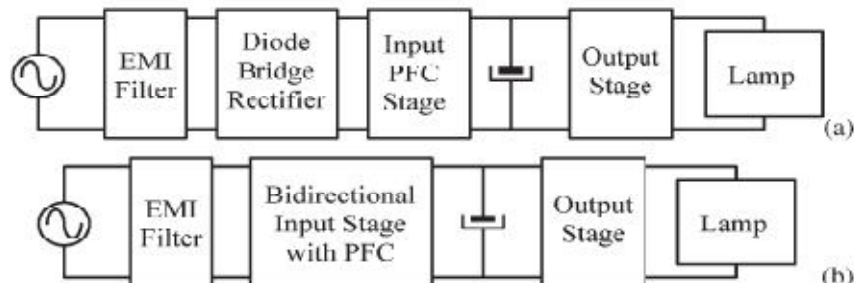 EMI
Filter
Diode
Bridge
Rectifier
Input
PFC
Stage
Output
Stage
Lamp
(a)
EMI
Filter
Bidirectional
Input Stage
with PFC
Output
Stage
Lamp
(b)